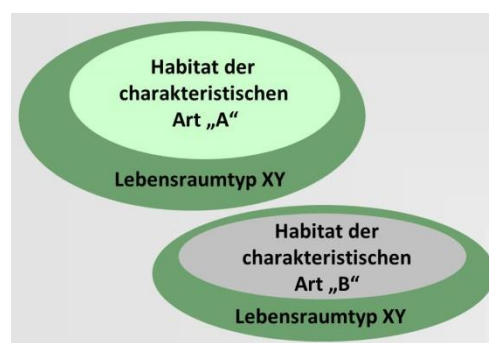 Habitat der
charakteristischen
Art „A“
Lebensraumtyp XY
Habitat der
charakteristischen
Art „B“
Lebensraumtyp XY